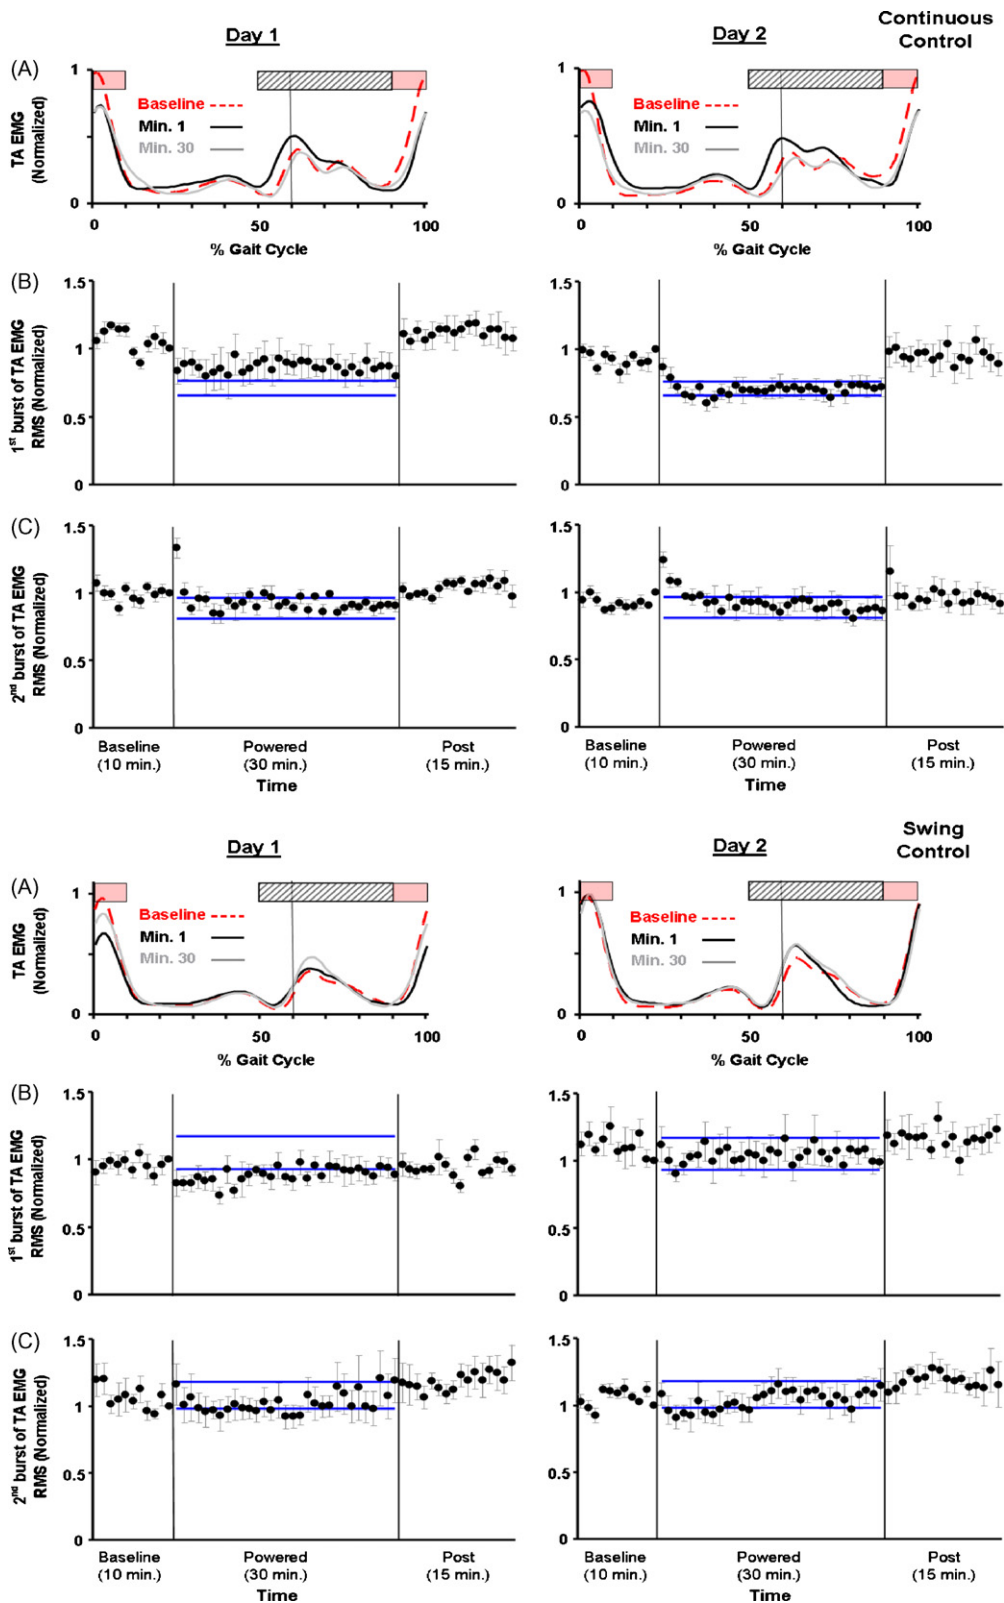 Day 1
Day 2
Continuous
Control
(A)
TA EMG
(Normalized)
1
0
Baseline
Min. 1
Min. 30
0
50
100
% Gait Cycle
1
0
Baseline
Min. 1
Min. 30
0
50
100
% Gait Cycle
(B)
1st burst of TA EMG
RMS (Normalized)
1.5
1
0.5
0
1.5
1
0.5
0
(C)
2nd burst of TA EMG
RMS (Normalized)
1.5
1
0.5
0
1.5
1
0.5
0
Baseline
(10 min.)
Powered
(30 min.)
Post
(15 min.)
Time
Baseline
(10 min.)
Powered
(30 min.)
Post
(15 min.)
Time
Day 1
Day 2
Swing
Control
(A)
TA EMG
(Normalized)
1
0
Baseline
Min. 1
Min. 30
0
50
100
% Gait Cycle
1
0
Baseline
Min. 1
Min. 30
0
50
100
% Gait Cycle
(B)
1st burst of TA EMG
RMS (Normalized)
1.5
1
0.5
0
1.5
1
0.5
0
(C)
2nd burst of TA EMG
RMS (Normalized)
1.5
1
0.5
0
1.5
1
0.5
0
Baseline
(10 min.)
Powered
(30 min.)
Post
(15 min.)
Time
Baseline
(10 min.)
Powered
(30 min.)
Post
(15 min.)
Time